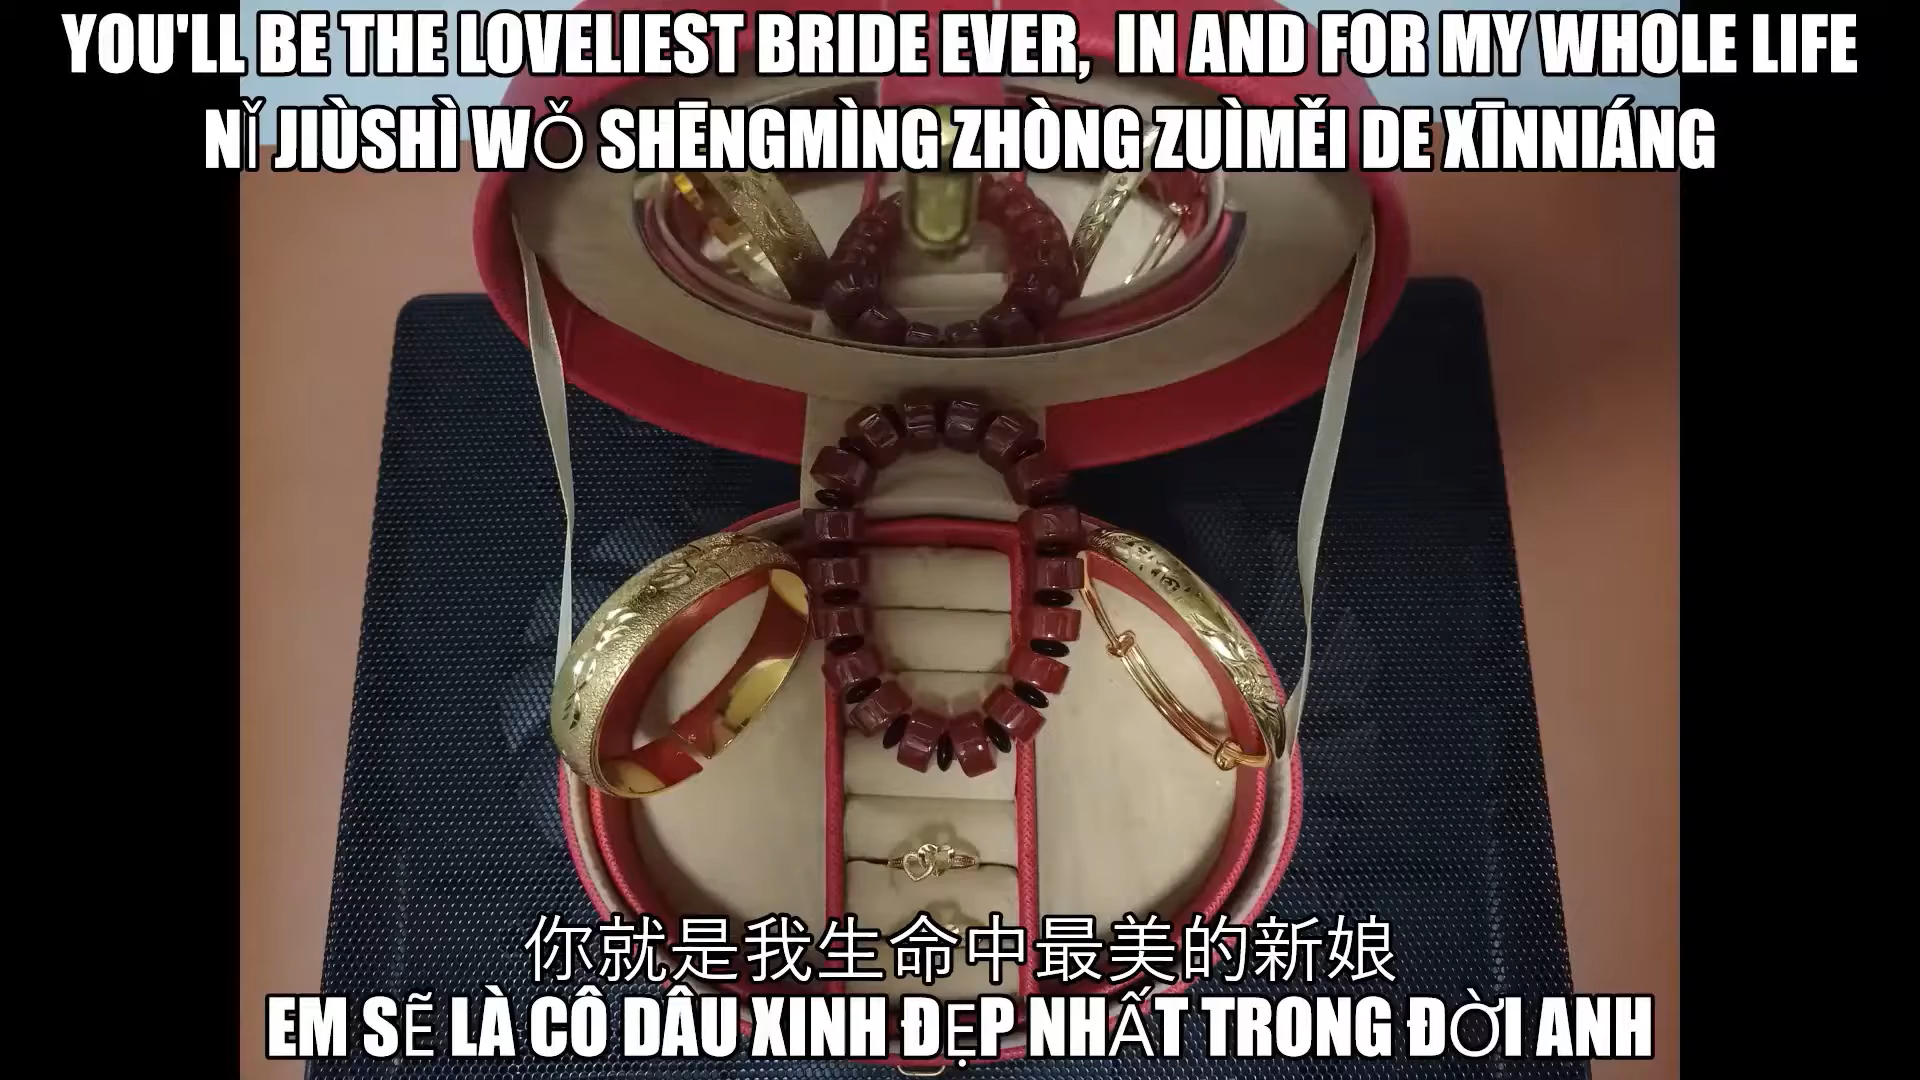 YOU'LL BE THE LOVELIEST BRIDE EVER, IN AND FOR MY WHOLE LIFE
NǏ JIÙSHÌ WǑ SHĒNGMÌNG ZHÒNG ZUÌMĚI DE XĪNNIÁNG
你就是我生命中最美的新娘
EM SẼ LÀ CÔ DÂU XINH ĐẸP NHẤT TRONG ĐỜI ANH